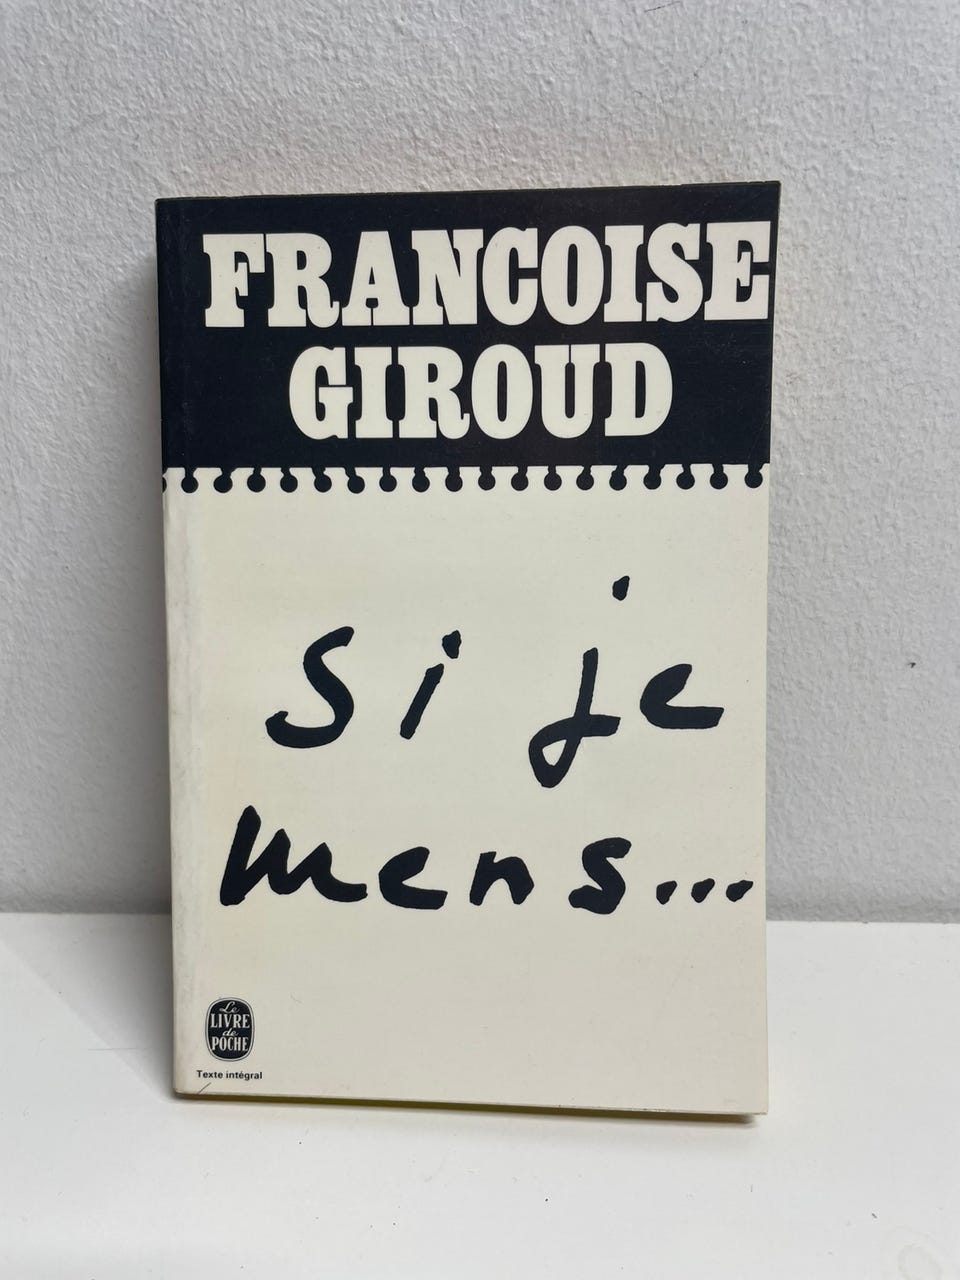 FRANCOISE
GIROUD
si je
mens...
Le
LIVRE
de
POCHE
Texte intégral